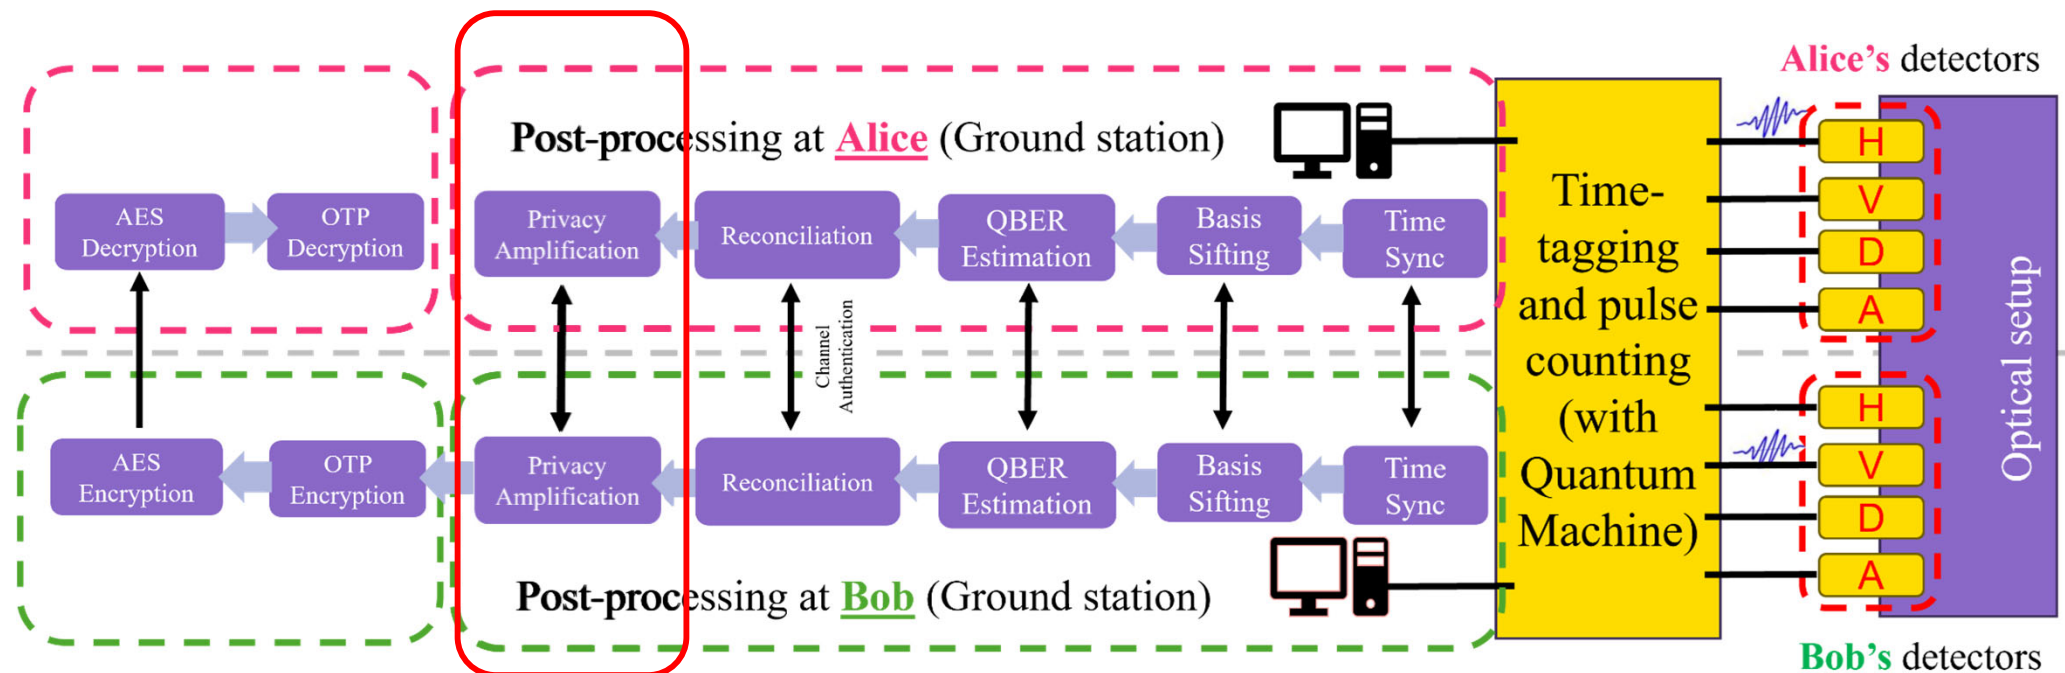 Alice's detectors
Post-processing at Alice (Ground station)
AES
Decryption
OTP
Decryption
Privacy
Amplification
Reconciliation
QBER
Estimation
Basis
Sifting
Time
Sync
Channel
Authentication
AES
Encryption
OTP
Encryption
Privacy
Amplification
Reconciliation
QBER
Estimation
Basis
Sifting
Time
Sync
Post-processing at Bob (Ground station)
Time-
tagging
and pulse
counting
(with
Quantum
Machine)
H
V
D
A
H
V
D
A
Optical setup
Bob's detectors